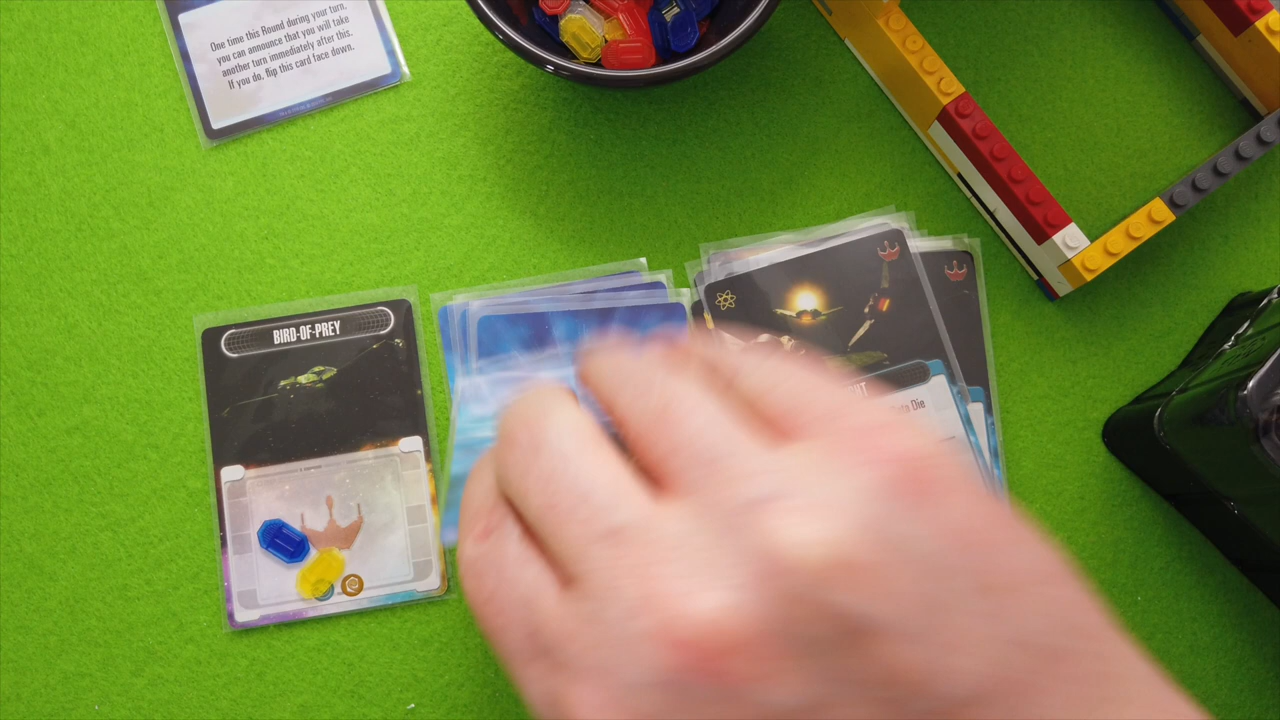 One time this Round during your turn,
you can announce that you will take
another turn immediately after this.
If you do, flip this card face down.
BIRD-OF-PREY
Die